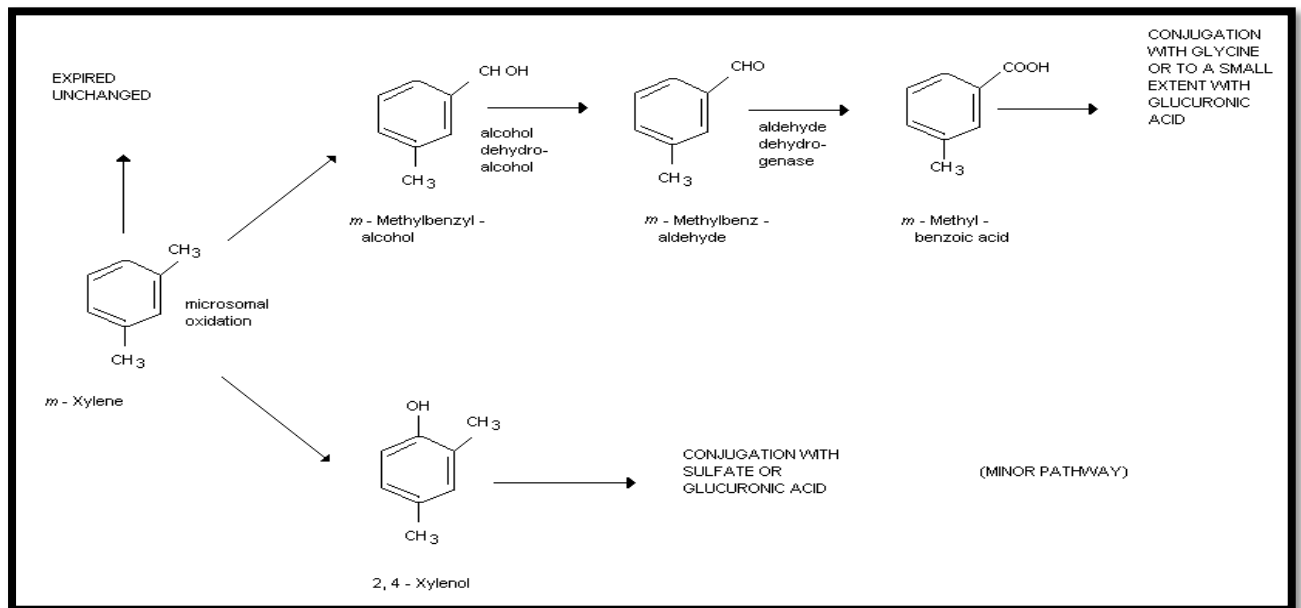 EXPIRED
UNCHANGED
CH OH
CH3
alcohol
dehydro-
alcohol
m - Methylbenzyl -
alcohol
CHO
CH3
aldehyde
dehydro-
genase
m - Methylbenz -
aldehyde
COOH
CH3
m - Methyl -
benzoic acid
CONJUGATION
WITH GLYCINE
OR TO A SMALL
EXTENT WITH
GLUCURONIC
ACID
CH3
CH3
microsomal
oxidation
m - Xylene
OH
CH3
CH3
2, 4 - Xylenol
CONJUGATION WITH
SULFATE OR
GLUCURONIC ACID
(MINOR PATHWAY)